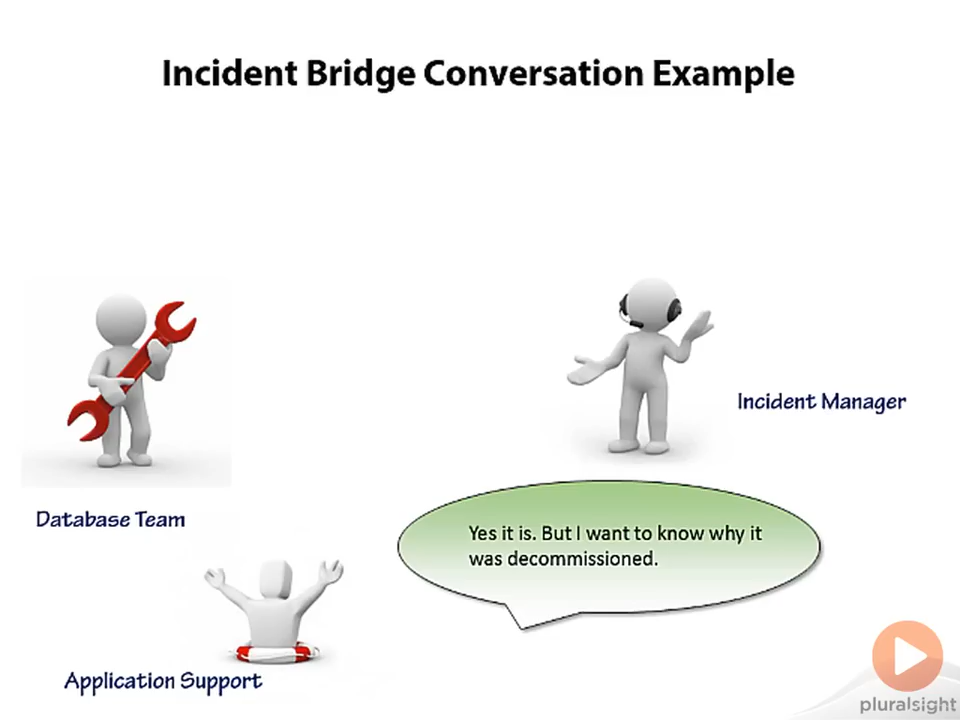 Incident Bridge Conversation Example
Incident Manager
Database Team
Yes it is. But I want to know why it
was decommissioned.
Application Support
pluralsight